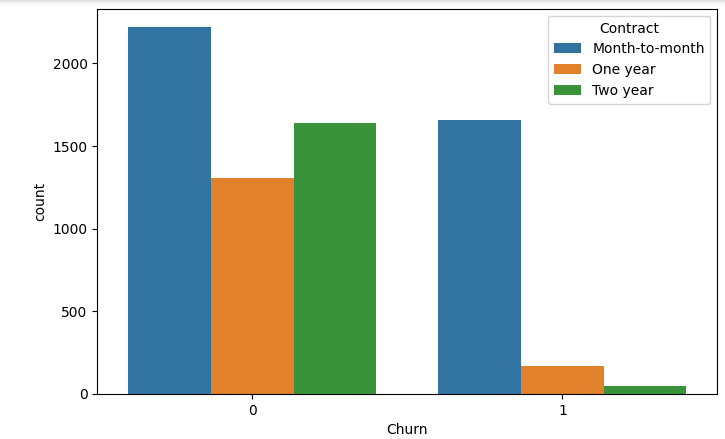 Contract
Month-to-month
One year
Two year
2000
1500
1000
500
0
count
0 1
Churn